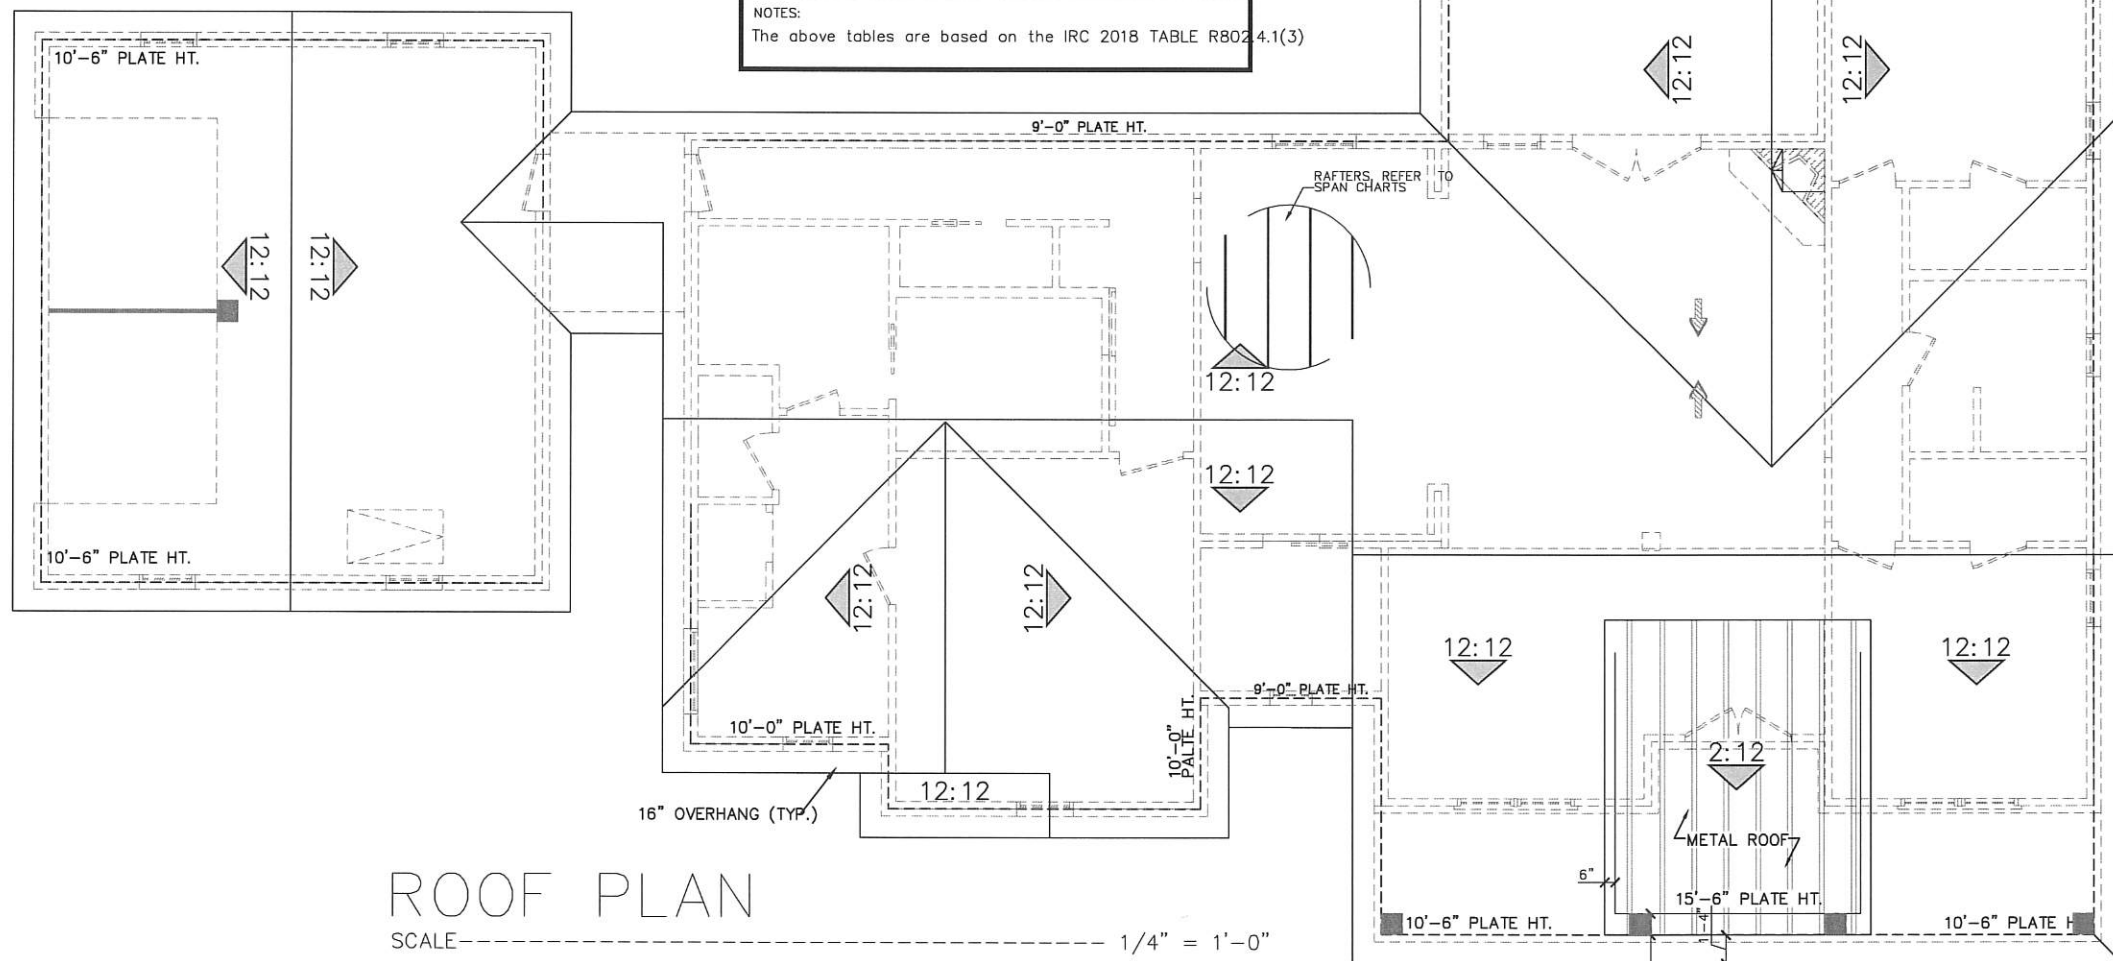 NOTES:
The above tables are based on the IRC 2018 TABLE R802.4.1(3)
10'-6" PLATE HT.
12:12
12:12
9'-0" PLATE HT.
RAFTERS, REFER TO
SPAN CHARTS
12:12
12:12
12:12
12:12
10'-6" PLATE HT.
12:12
12:12
12:12
12:12
9'-0" PLATE HT.
10'-0" PLATE HT.
10'-0"
PALTE HT.
2:12
12:12
16" OVERHANG (TYP.)
METAL ROOF
6"
15'-6" PLATE HT.
10'-6" PLATE HT.
1'-4"
10'-6" PLATE H
ROOF PLAN
SCALE 1/4" = 1'-0"